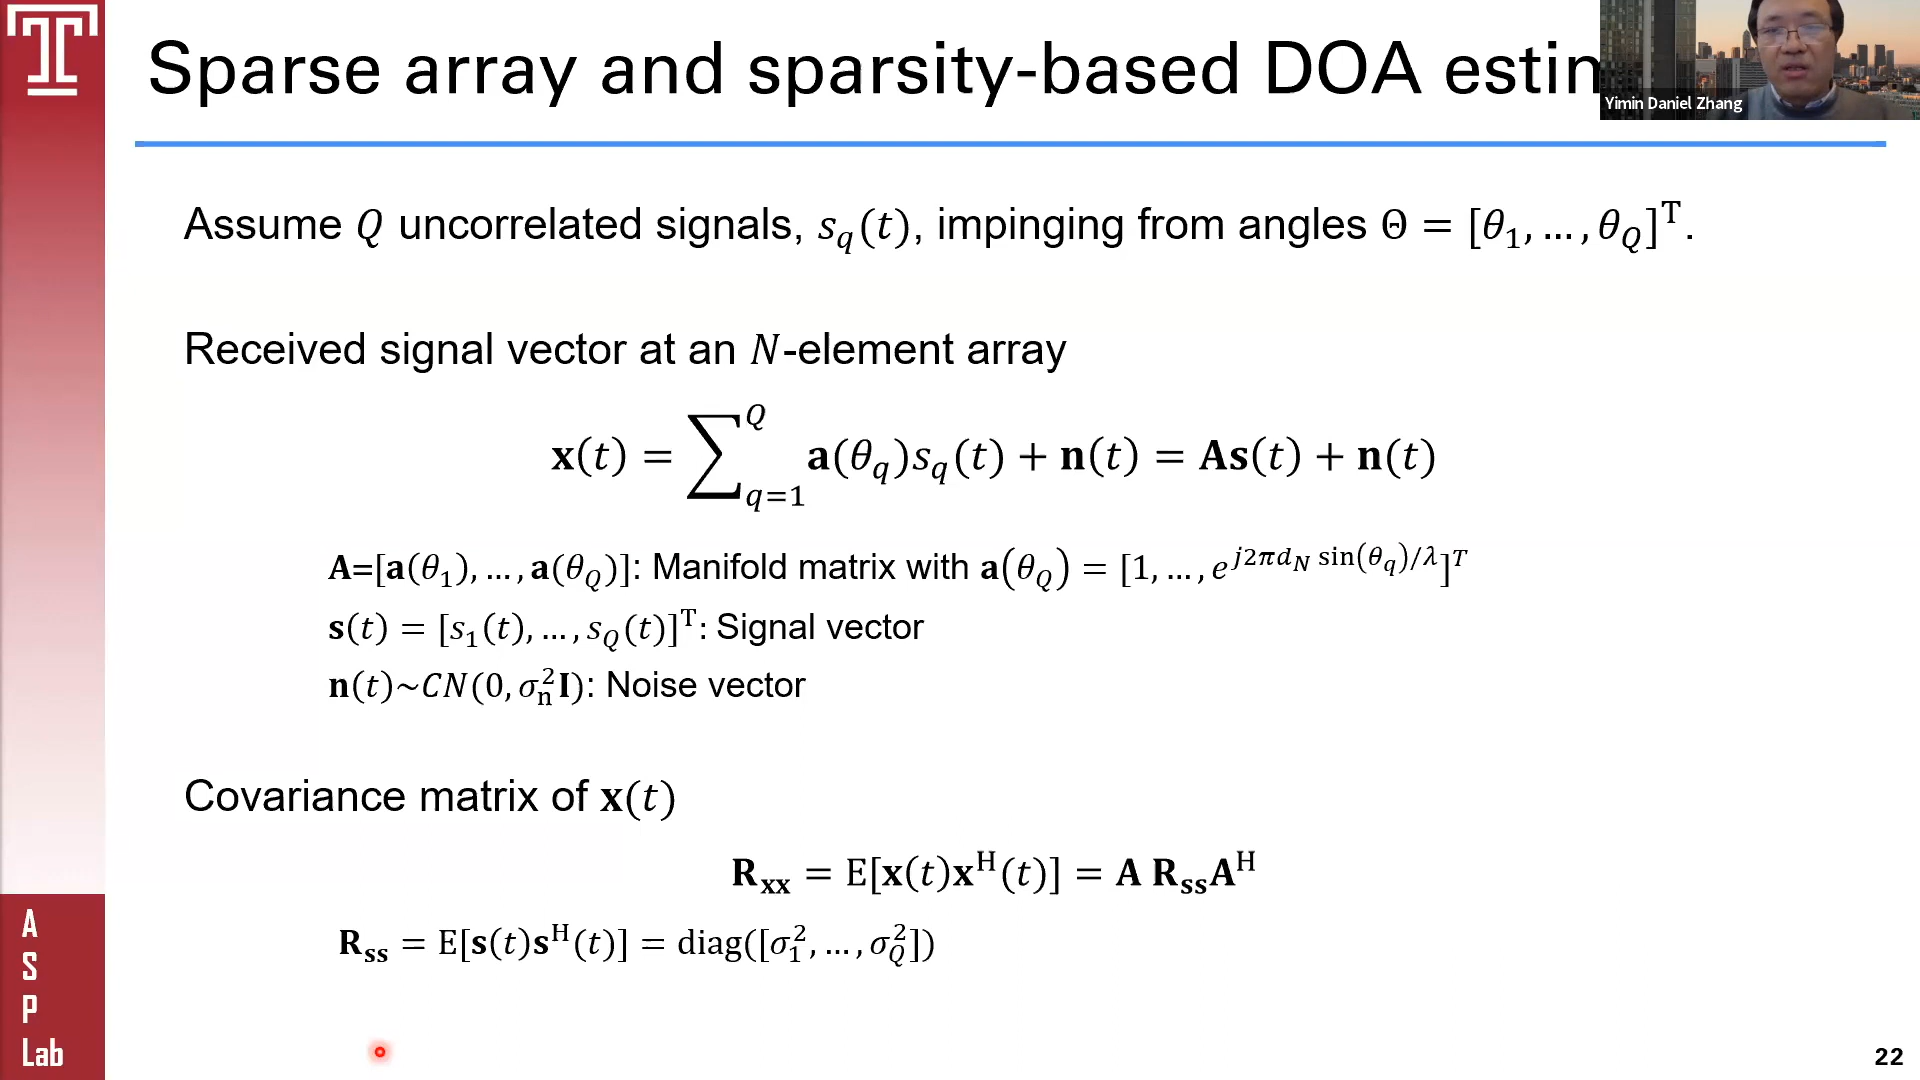 Sparse array and sparsity-based DOA estim
Yimin Daniel Zhang
Assume Q uncorrelated signals, s_q(t), impinging from angles Θ = [θ_1, … , θ_Q]^T.
Received signal vector at an N-element array
𝐱(t) = ∑_{q=1}^{Q} 𝐚(θ_q)s_q(t) + 𝐧(t) = 𝐀𝐬(t) + 𝐧(t)
𝐀=[𝐚(θ_1), … , 𝐚(θ_Q)]: Manifold matrix with 𝐚(θ_Q) = [1, … , e^{j2πd_N sin(θ_q)/λ}]^T
𝐬(t) = [s_1(t), … , s_Q(t)]^T: Signal vector
𝐧(t)~CN(0, σ_n^2 𝐈): Noise vector
Covariance matrix of 𝐱(t)
𝐑_𝐱𝐱 = E[𝐱(t)𝐱^H(t)] = 𝐀 𝐑_𝐬𝐬 𝐀^H
𝐑_𝐬𝐬 = E[𝐬(t)𝐬^H(t)] = diag([σ_1^2, … , σ_Q^2])
A
S
P
Lab
22